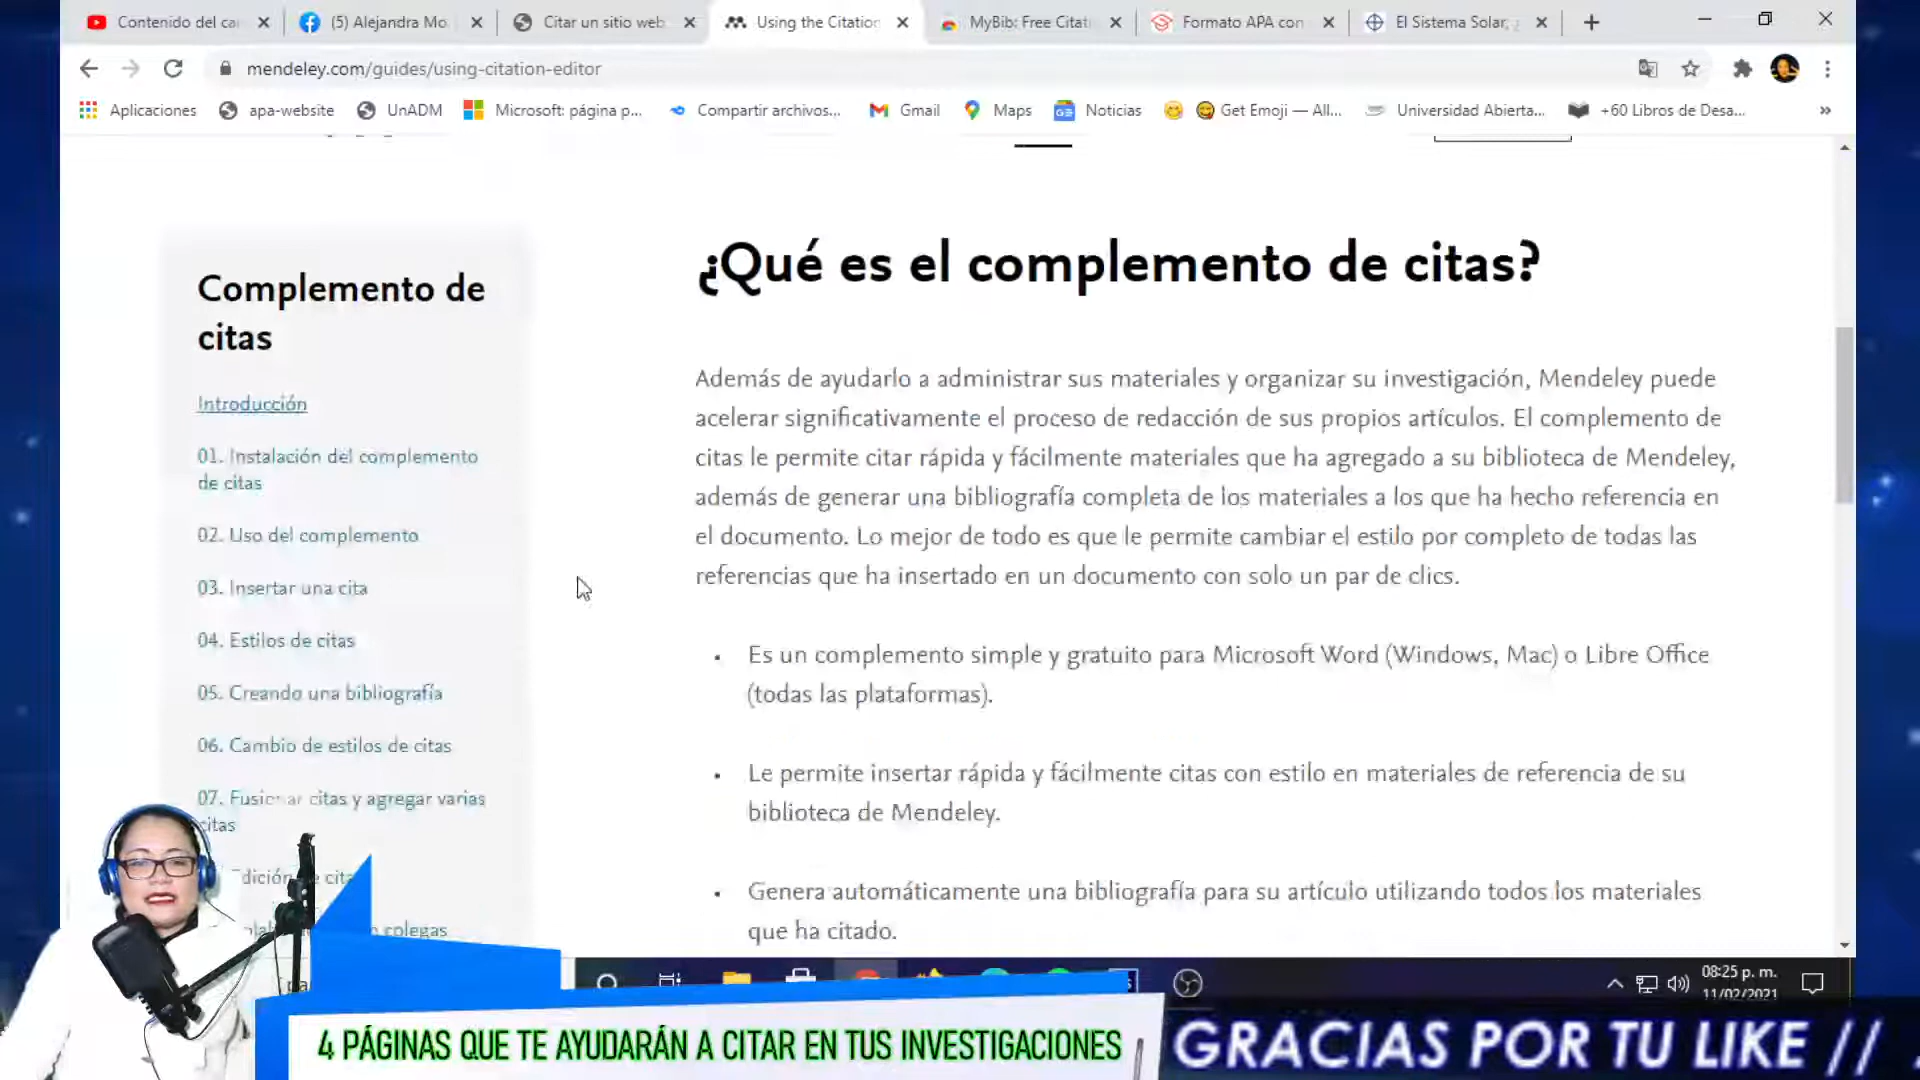 Contenido del ca
(5) Alejandra Mo
Citar un sitio web
Using the Citation
MyBib: Free Citati
Formato APA con
El Sistema Solar,
mendeley.com/guides/using-citation-editor
Aplicaciones
apa-website
UnADM
Microsoft: página p...
Compartir archivos...
Gmail
Maps
Noticias
Get Emoji — All...
Universidad Abierta...
+60 Libros de Desa...
Complemento de
citas
Introducción
01. Instalación del complemento
de citas
02. Uso del complemento
03. Insertar una cita
04. Estilos de citas
05. Creando una bibliografía
06. Cambio de estilos de citas
07. Fusionar citas y agregar varias
citas
dición de cita
colegas
¿Qué es el complemento de citas?
Además de ayudarlo a administrar sus materiales y organizar su investigación, Mendeley puede
acelerar significativamente el proceso de redacción de sus propios artículos. El complemento de
citas le permite citar rápida y fácilmente materiales que ha agregado a su biblioteca de Mendeley,
además de generar una bibliografía completa de los materiales a los que ha hecho referencia en
el documento. Lo mejor de todo es que le permite cambiar el estilo por completo de todas las
referencias que ha insertado en un documento con solo un par de clics.
• Es un complemento simple y gratuito para Microsoft Word (Windows, Mac) o Libre Office
(todas las plataformas).
• Le permite insertar rápida y fácilmente citas con estilo en materiales de referencia de su
biblioteca de Mendeley.
• Genera automáticamente una bibliografía para su artículo utilizando todos los materiales
que ha citado.
08:25 p. m.
11/02/2021
4 PÁGINAS QUE TE AYUDARÁN A CITAR EN TUS INVESTIGACIONES
GRACIAS POR TU LIKE //